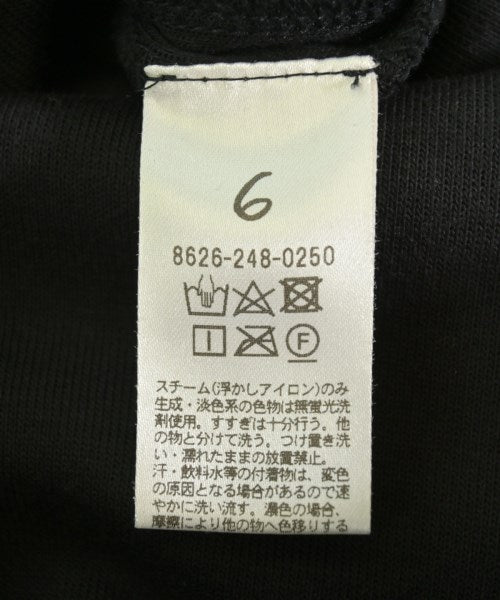 6
8626-248-0250
F
スチーム(浮かしアイロン)のみ
生成・淡色系の色物は無蛍光洗
剤使用。すすぎは十分行う。他
の物と分けて洗う。つけ置き洗
い・濡れたままの放置禁止。
汗・飲料水等の付着物は、変色
の原因となる場合があるので速
やかに洗い流す。濃色の場合、
摩擦により他の物へ色移りする